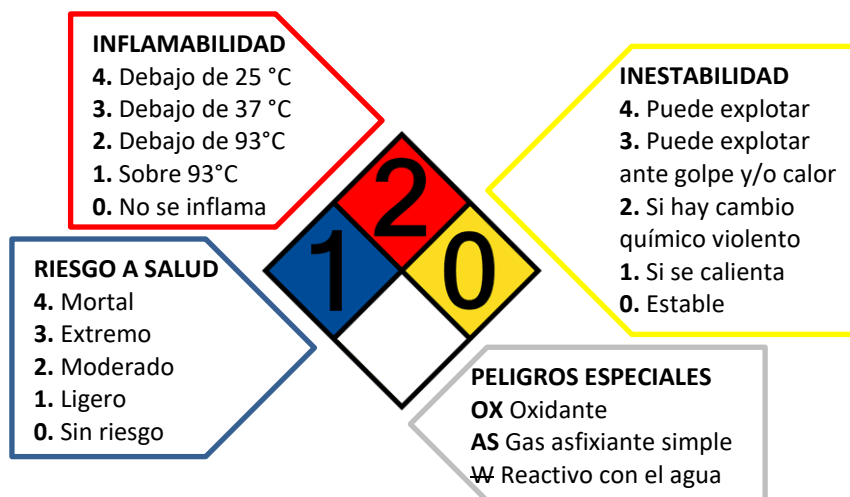 INFLAMABILIDAD
4. Debajo de 25 °C
3. Debajo de 37 °C
2. Debajo de 93°C
1. Sobre 93°C
0. No se inflama
INESTABILIDAD
4. Puede explotar
3. Puede explotar
ante golpe y/o calor
2. Si hay cambio
químico violento
1. Si se calienta
0. Estable
2
1
0
RIESGO A SALUD
4. Mortal
3. Extremo
2. Moderado
1. Ligero
0. Sin riesgo
PELIGROS ESPECIALES
OX Oxidante
AS Gas asfixiante simple
W Reactivo con el agua